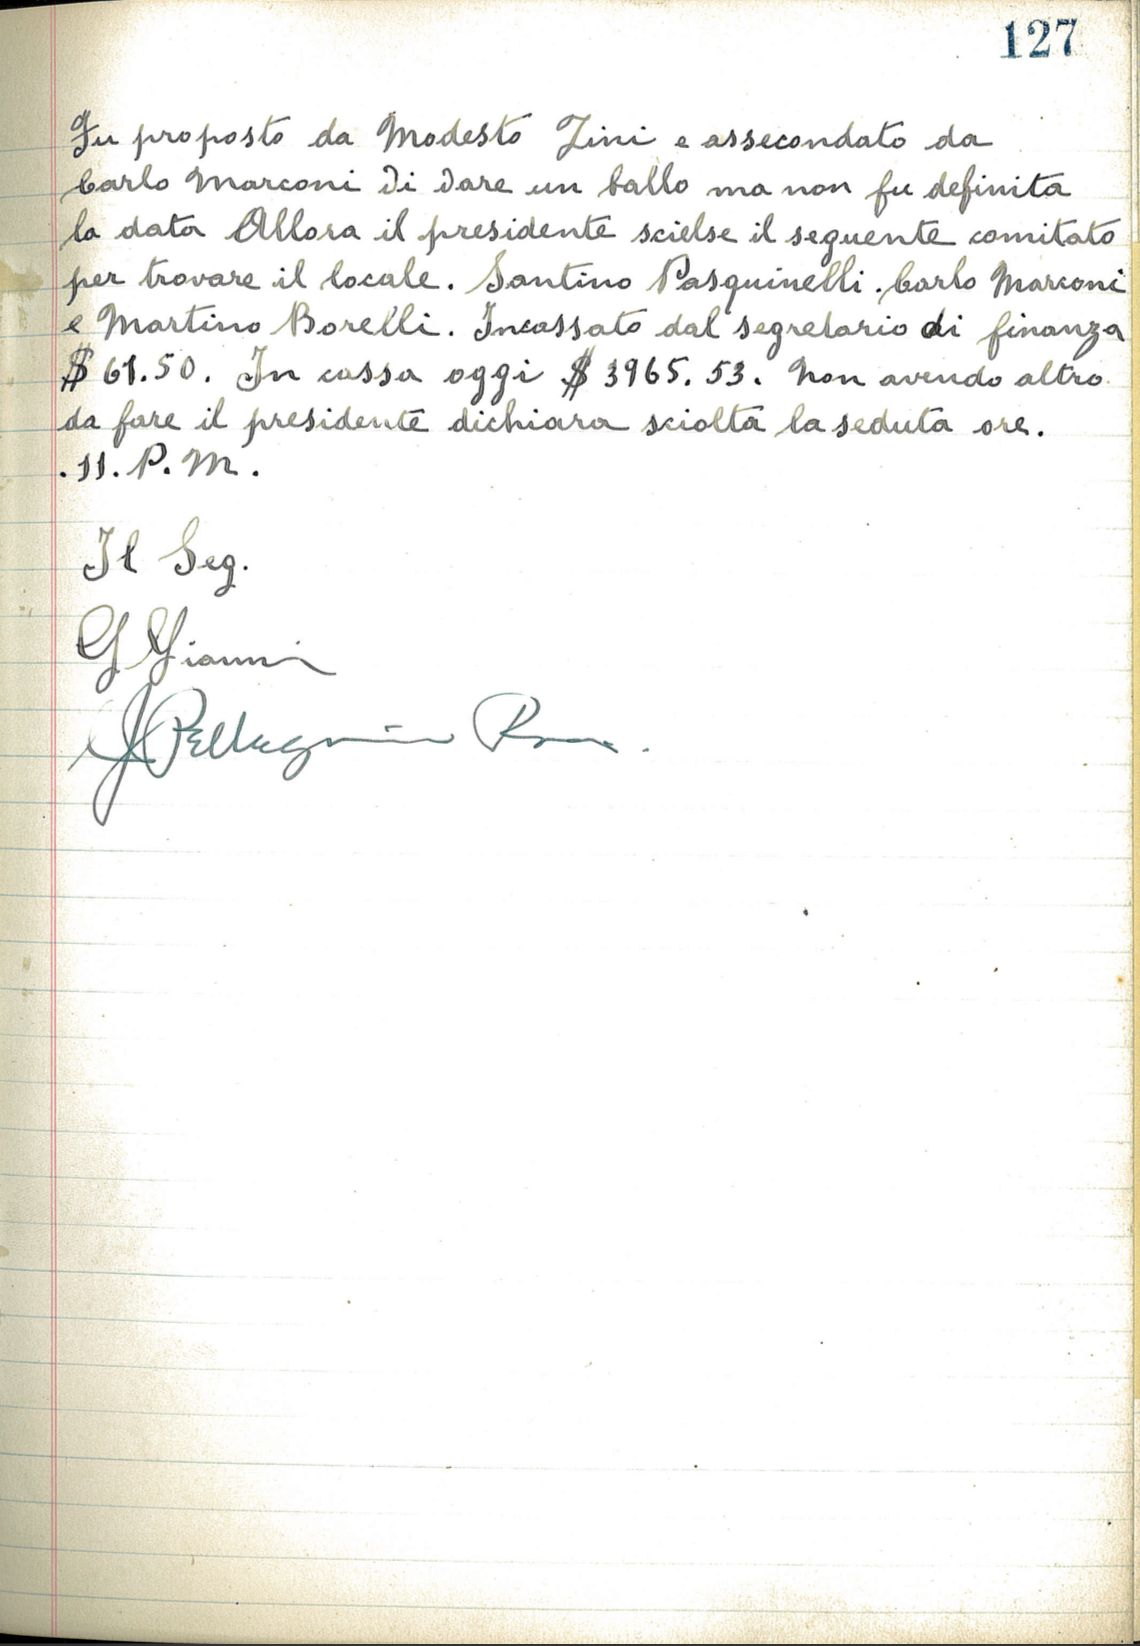 127
Fu proposto da Modesto Zini e assecondato da
Carlo Marconi di dare un ballo ma non fu definita
la data Allora il presidente scielse il seguente comitato
per trovare il locale. Santino Pasquinelli. Carlo Marconi
e Martino Borelli. Incassato dal segretario di finanza
$ 61.50. In cassa oggi $ 3965.53. Non avendo altro
da fare il presidente dichiara sciolta la seduta ore.
.11. P. M.
Il Seg.
G Gianni
Pellegrini